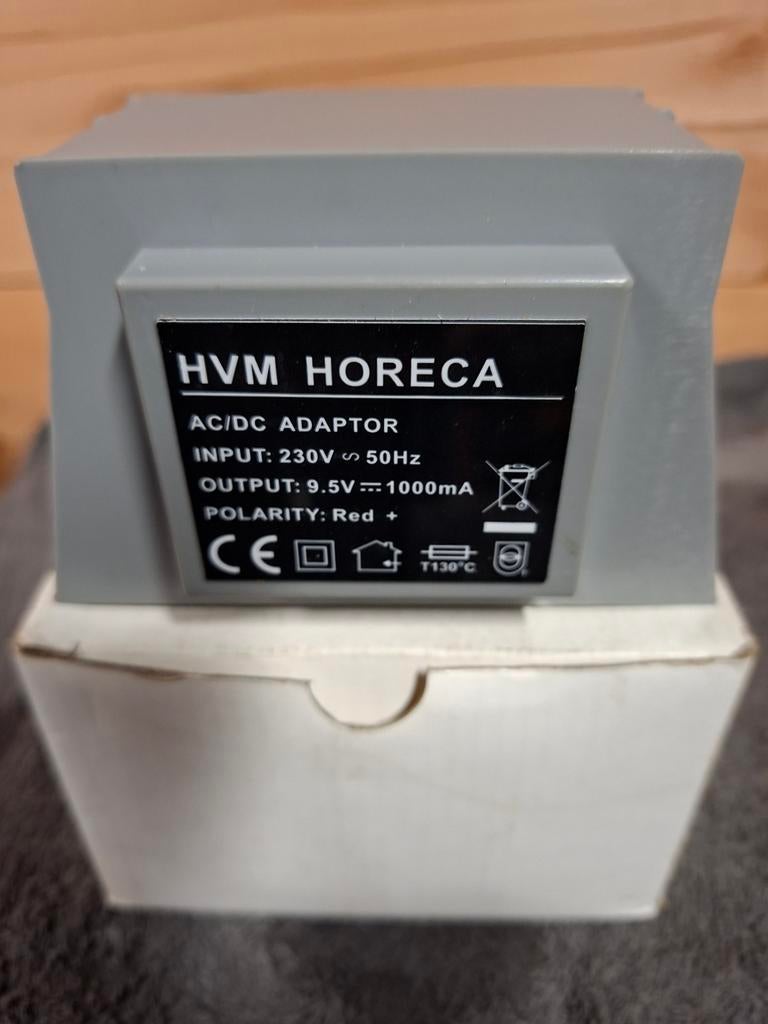 HVM HORECA
AC/DC ADAPTOR
INPUT: 230V ∽ 50Hz
OUTPUT: 9.5V ⎓ 1000mA
POLARITY: Red +
CE
T130°C